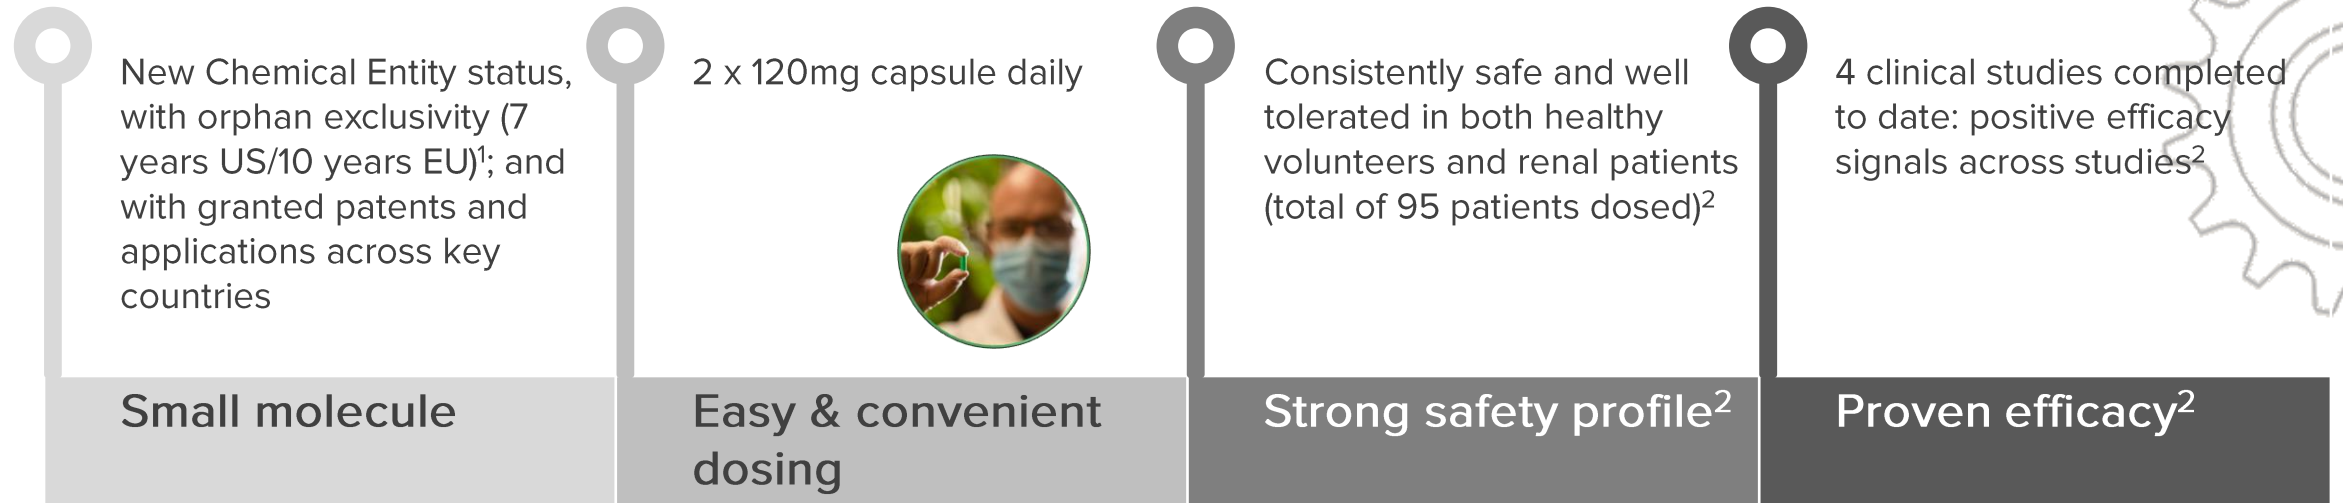 New Chemical Entity status,
with orphan exclusivity (7
years US/10 years EU)¹; and
with granted patents and
applications across key
countries
Small molecule
2 x 120mg capsule daily
Easy & convenient
dosing
Consistently safe and well
tolerated in both healthy
volunteers and renal patients
(total of 95 patients dosed)²
Strong safety profile²
4 clinical studies completed
to date: positive efficacy
signals across studies²
Proven efficacy²